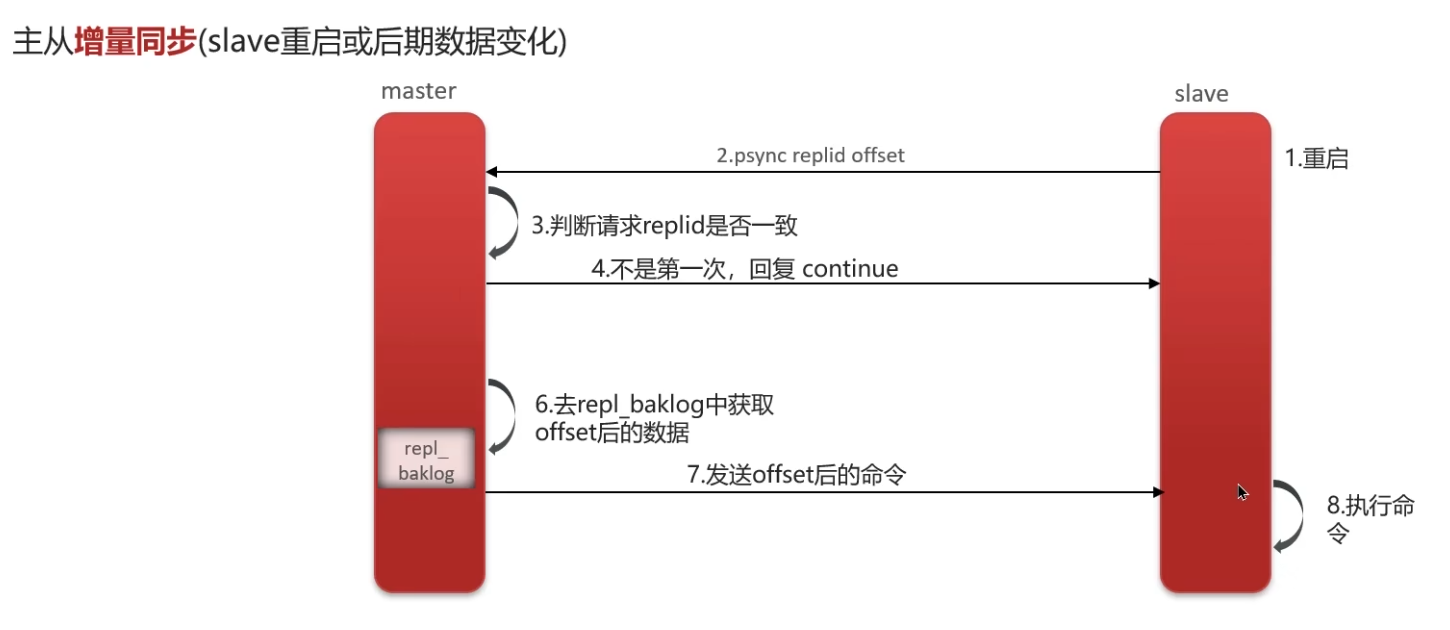 主从增量同步(slave重启或后期数据变化)
master
slave
2.psync replid offset
1.重启
3.判断请求replid是否一致
4.不是第一次，回复 continue
6.去repl_baklog中获取
offset后的数据
repl_
baklog
7.发送offset后的命令
8.执行命
令